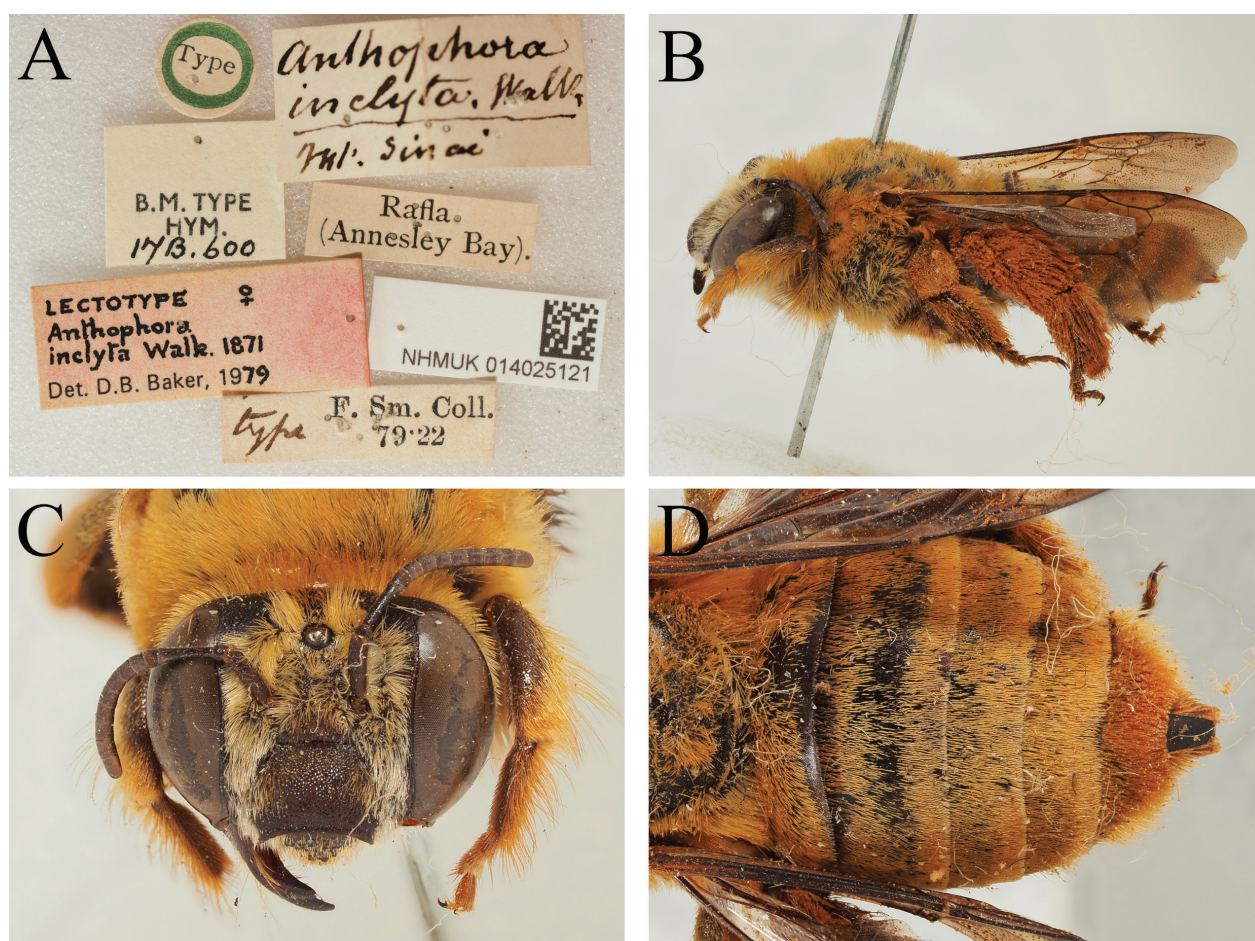 A
Type
Anthophora
inclyta. Walk.
Mt. Sinai
B.M. TYPE
HYM.
17B.600
Rafla.
(Annesley Bay).
LECTOTYPE ♀
Anthophora
inclyta Walk. 1871
Det. D.B. Baker, 1979
NHMUK 014025121
type
F. Sm. Coll.
79·22
B
C
D